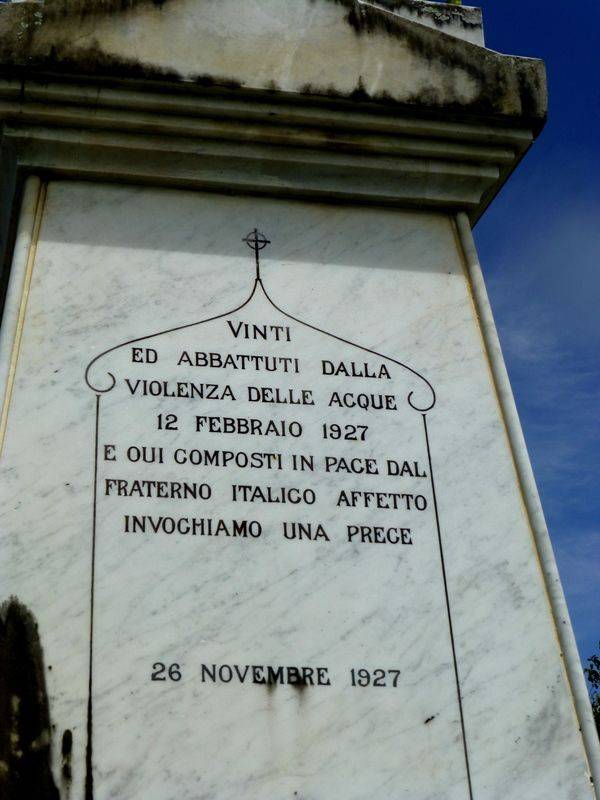 VINTI
ED ABBATTUTI DALLA
VIOLENZA DELLE ACQUE
12 FEBBRAIO 1927
E OUI COMPOSTI IN PACE DAL
FRATERNO ITALICO AFFETTO
INVOCHIAMO UNA PRECE
26 NOVEMBRE 1927